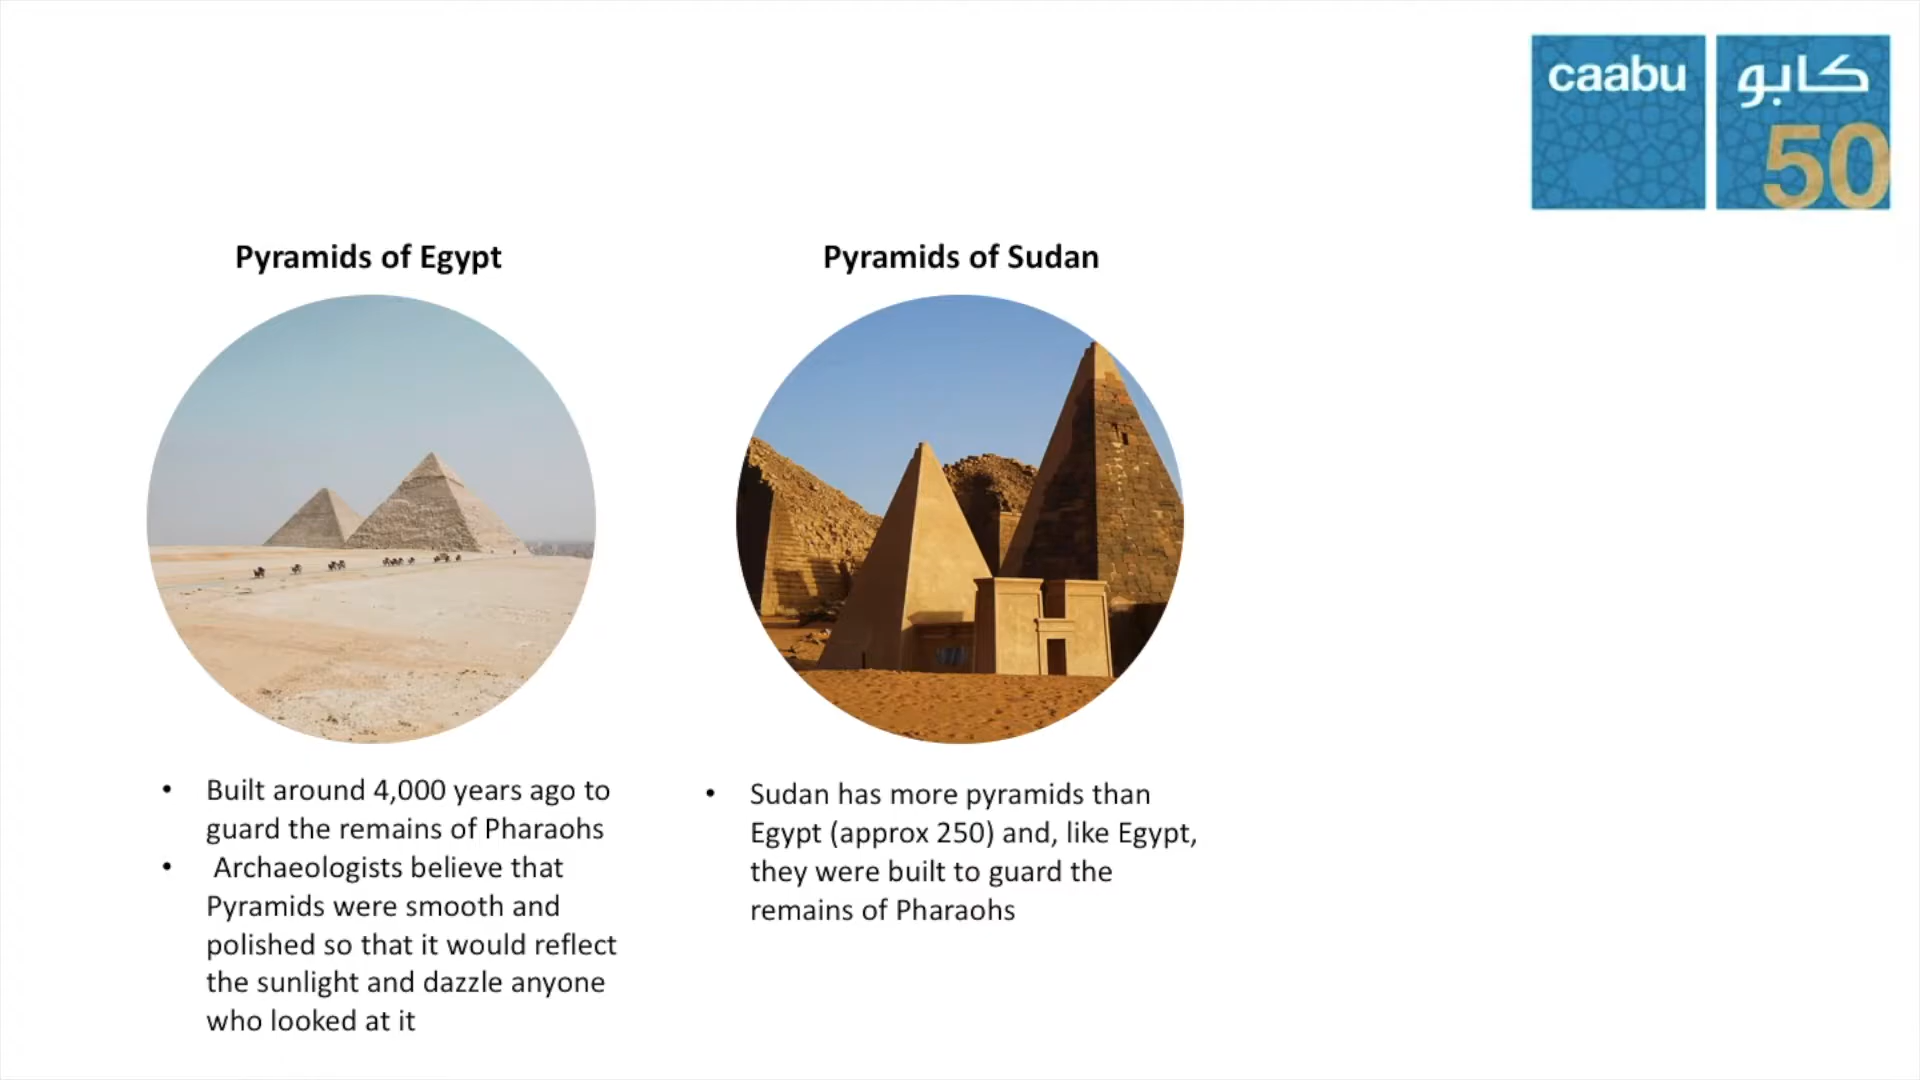 caabu
كابو
50
Pyramids of Egypt
Pyramids of Sudan
• Built around 4,000 years ago to
guard the remains of Pharaohs
• Archaeologists believe that
Pyramids were smooth and
polished so that it would reflect
the sunlight and dazzle anyone
who looked at it
• Sudan has more pyramids than
Egypt (approx 250) and, like Egypt,
they were built to guard the
remains of Pharaohs